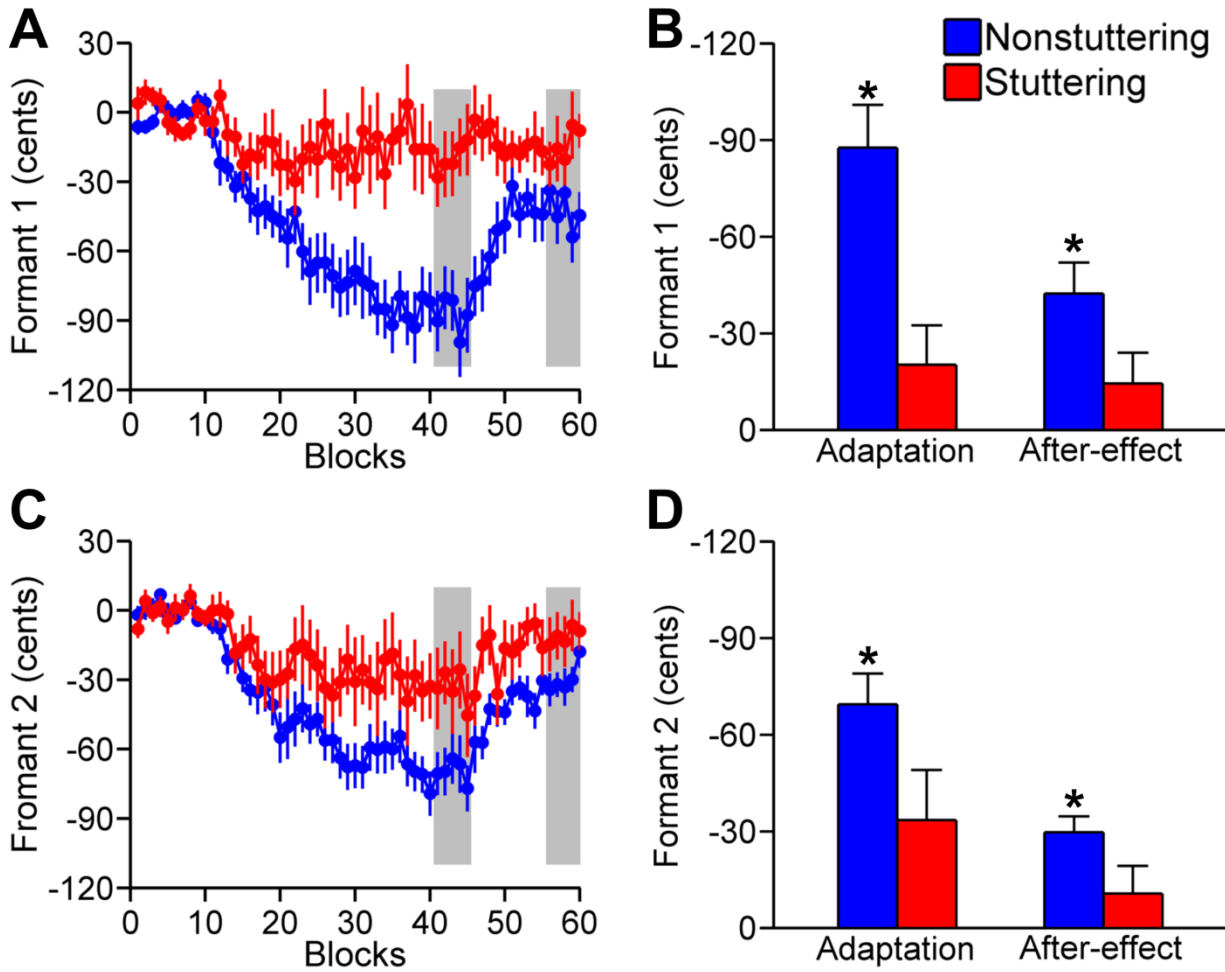 A
Formant 1 (cents)
30
0
-30
-60
-90
-120
0 10 20 30 40 50 60
Blocks
B
Formant 1 (cents)
-120
-90
-60
-30
0
Nonstuttering
Stuttering
*
*
Adaptation After-effect
C
Fromant 2 (cents)
30
0
-30
-60
-90
-120
0 10 20 30 40 50 60
Blocks
D
Formant 2 (cents)
-120
-90
-60
-30
0
*
*
Adaptation After-effect